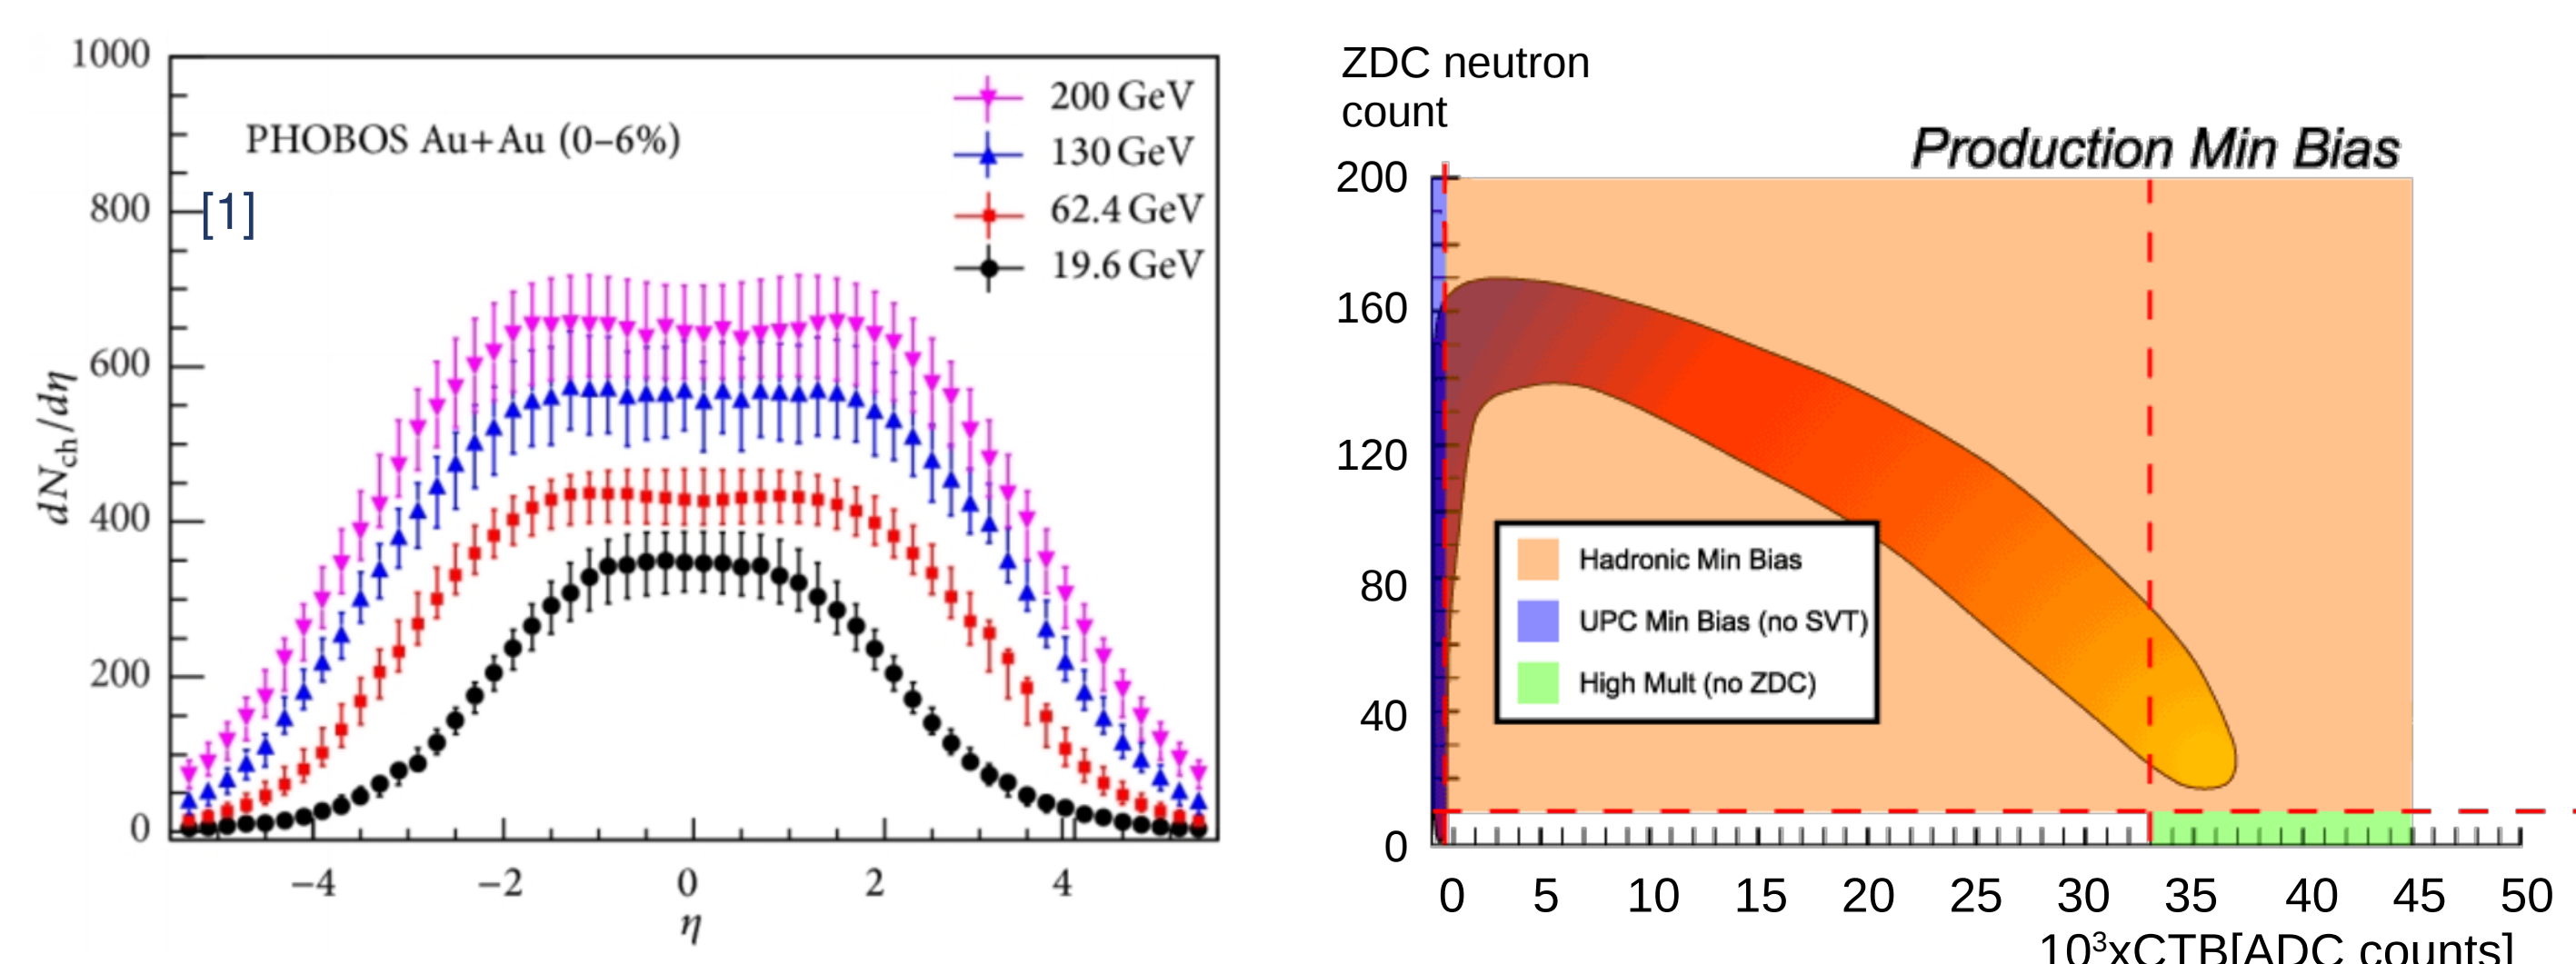 1000
800
600
400
200
0
dN_ch/dη
PHOBOS Au+Au (0–6%)
[1]
200 GeV
130 GeV
62.4 GeV
19.6 GeV
−4 −2 0 2 4
η
ZDC neutron
count
Production Min Bias
200
160
120
80
40
0
Hadronic Min Bias
UPC Min Bias (no SVT)
High Mult (no ZDC)
0 5 10 15 20 25 30 35 40 45 50
10³xCTB[ADC counts]